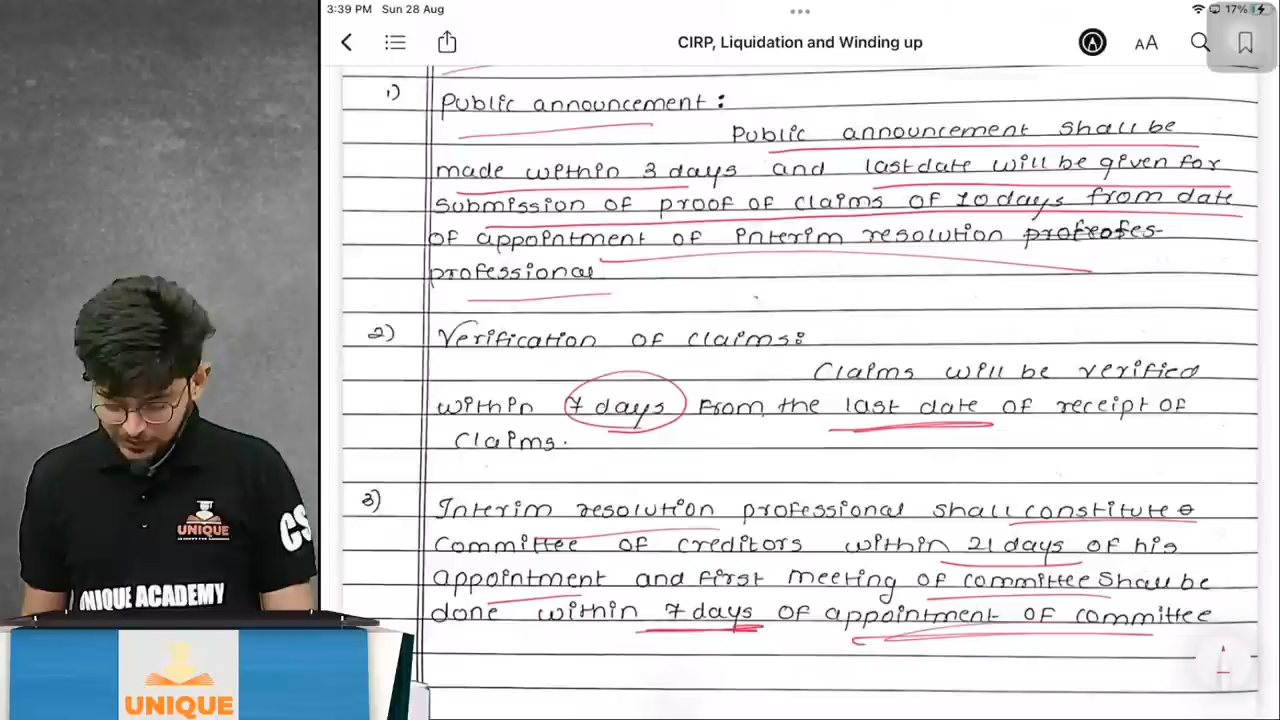 3:39 PM Sun 28 Aug
17%
CIRP, Liquidation and Winding up
AA
1) Public announcement :
Public announcement shall be
made within 3 days and last date will be given for
submission of proof of claims of 10 days from date
of appointment of interim resolution profeofes-
professional
2) Verification of claims:
Claims will be verified
within 7 days from the last date of receipt of
claims.
3) Interim resolution professional shall constitute
committee of creditors within 21 days of his
appointment and first meeting of committee shall be
done within 7 days of appointment of committee
UNIQUE
CS
UNIQUE ACADEMY
UNIQUE